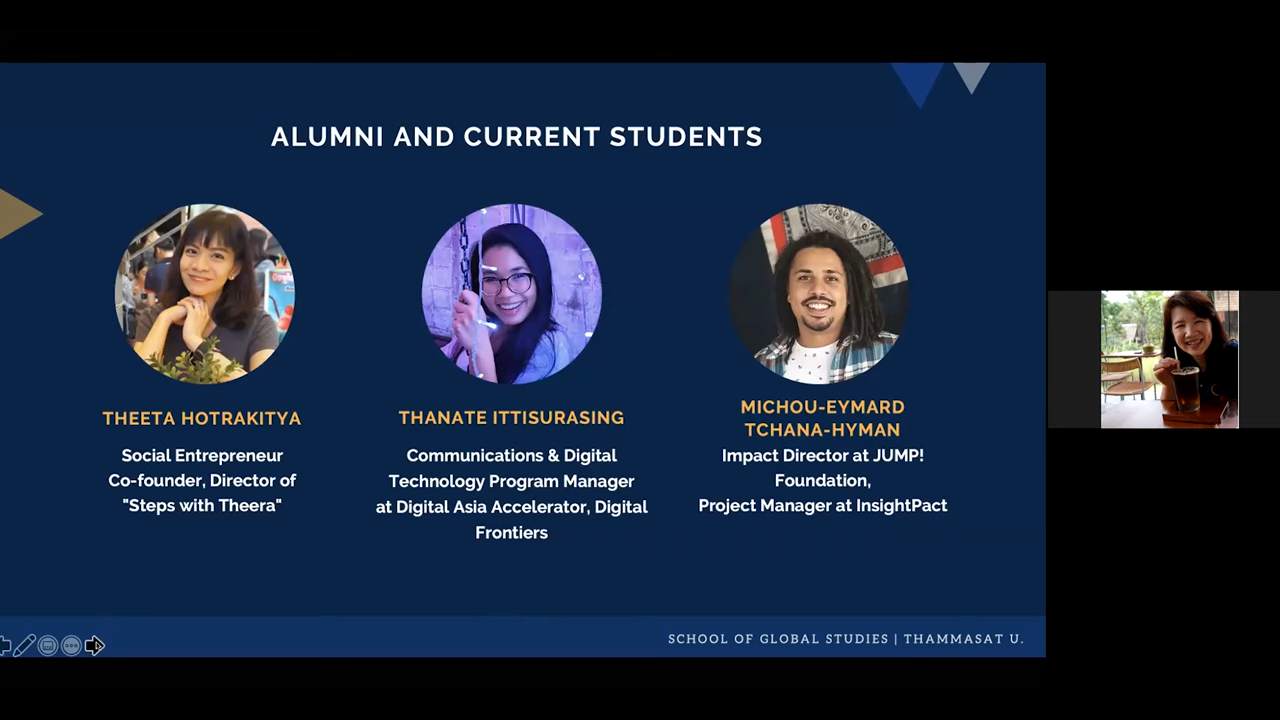 ALUMNI AND CURRENT STUDENTS
THEETA HOTRAKITYA
Social Entrepreneur
Co-founder, Director of
"Steps with Theera"
THANATE ITTISURASING
Communications & Digital
Technology Program Manager
at Digital Asia Accelerator, Digital
Frontiers
MICHOU-EYMARD
TCHANA-HYMAN
Impact Director at JUMP!
Foundation,
Project Manager at InsightPact
SCHOOL OF GLOBAL STUDIES | THAMMASAT U.